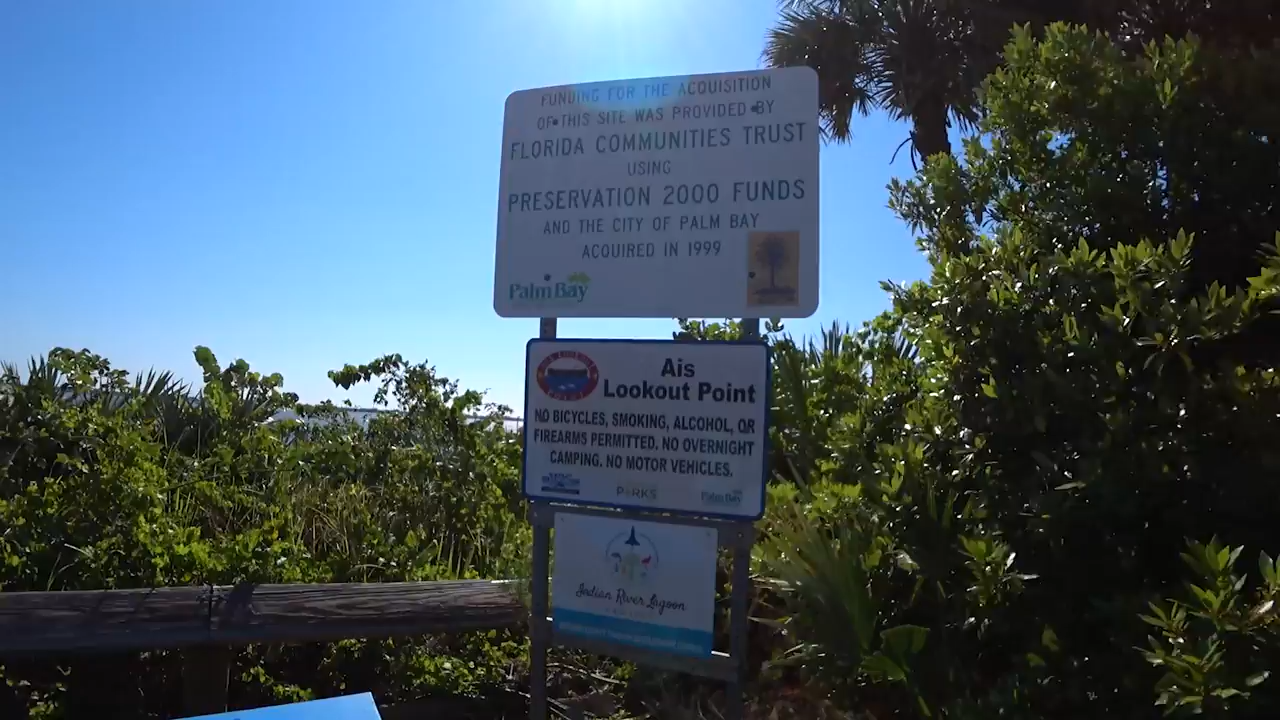 FUNDING FOR THE ACQUISITION
OF THIS SITE WAS PROVIDED BY
FLORIDA COMMUNITIES TRUST
USING
PRESERVATION 2000 FUNDS
AND THE CITY OF PALM BAY
ACQUIRED IN 1999
Palm Bay
Ais
Lookout Point
NO BICYCLES, SMOKING, ALCOHOL, OR
FIREARMS PERMITTED. NO OVERNIGHT
CAMPING. NO MOTOR VEHICLES.
PARKS
Palm Bay
Indian River Lagoon